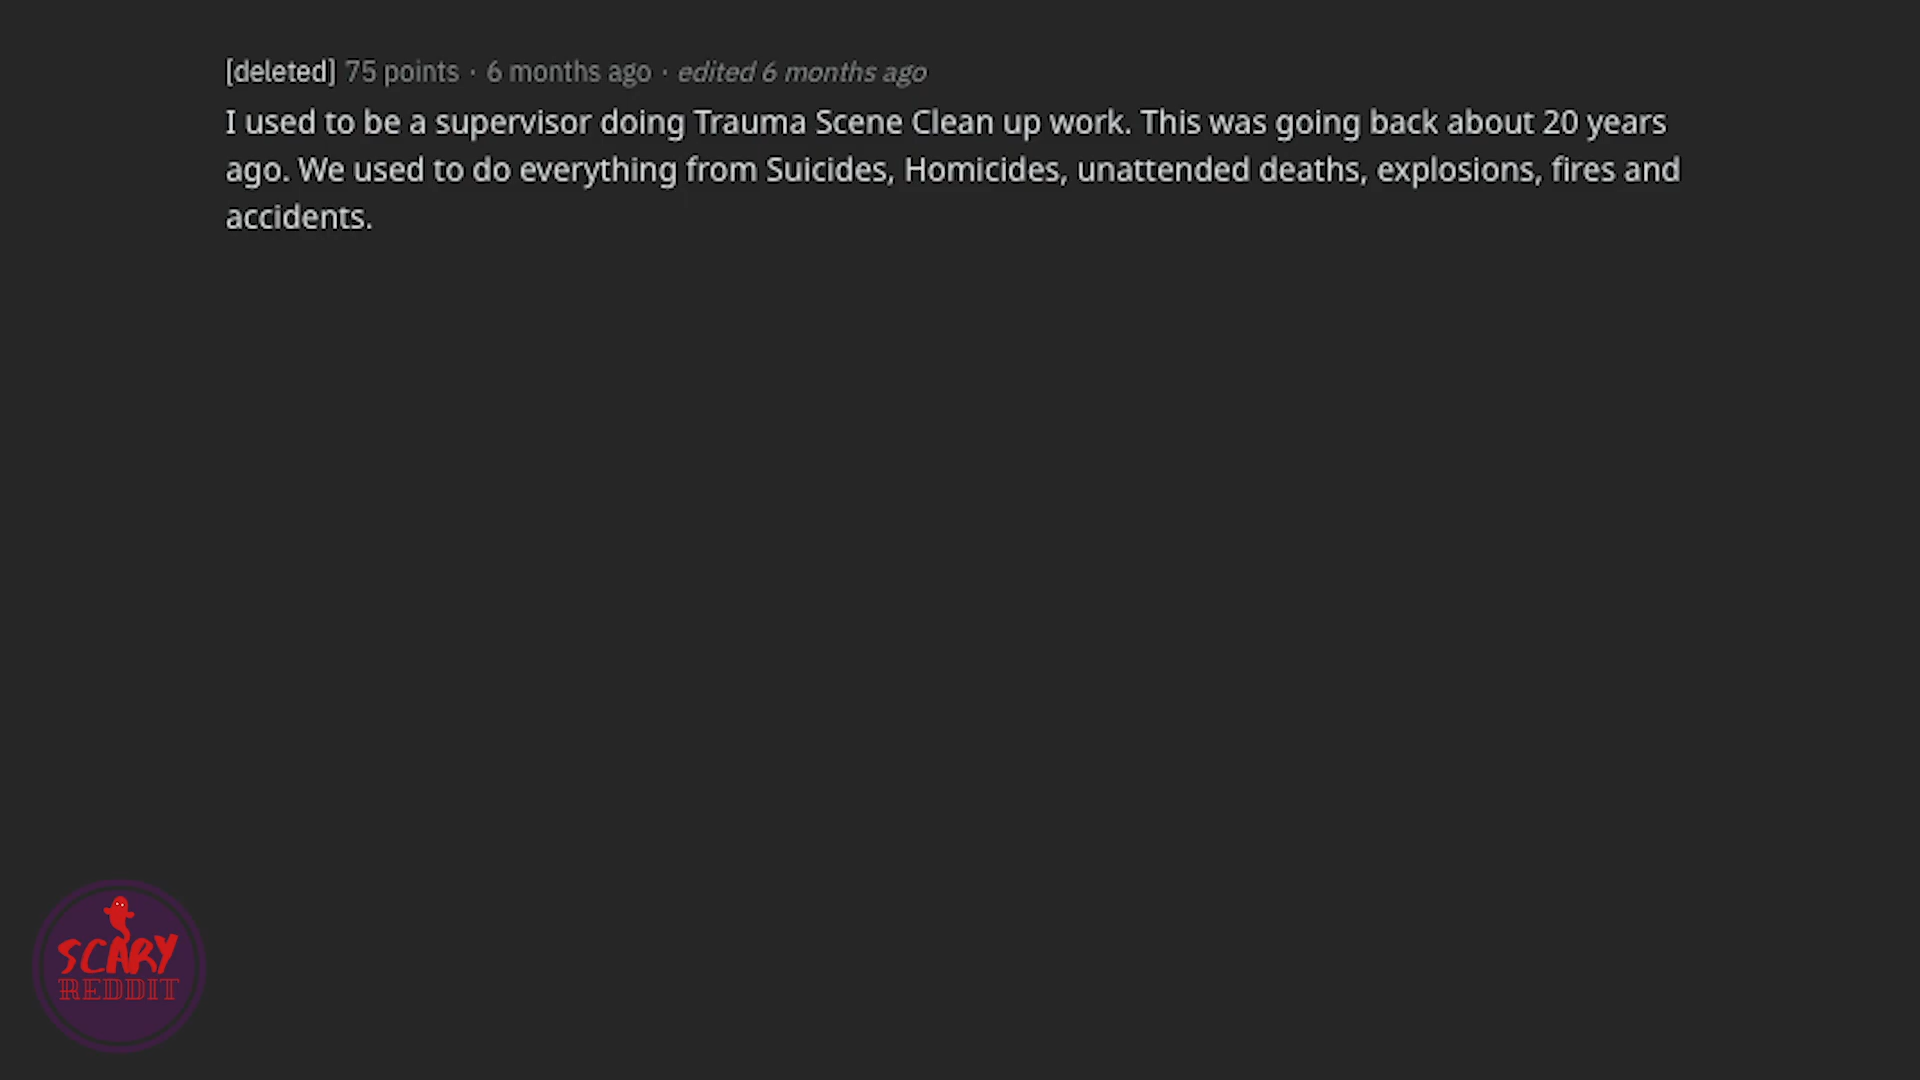 [deleted] 75 points · 6 months ago · edited 6 months ago
I used to be a supervisor doing Trauma Scene Clean up work. This was going back about 20 years
ago. We used to do everything from Suicides, Homicides, unattended deaths, explosions, fires and
accidents.
SCARY
REDDIT